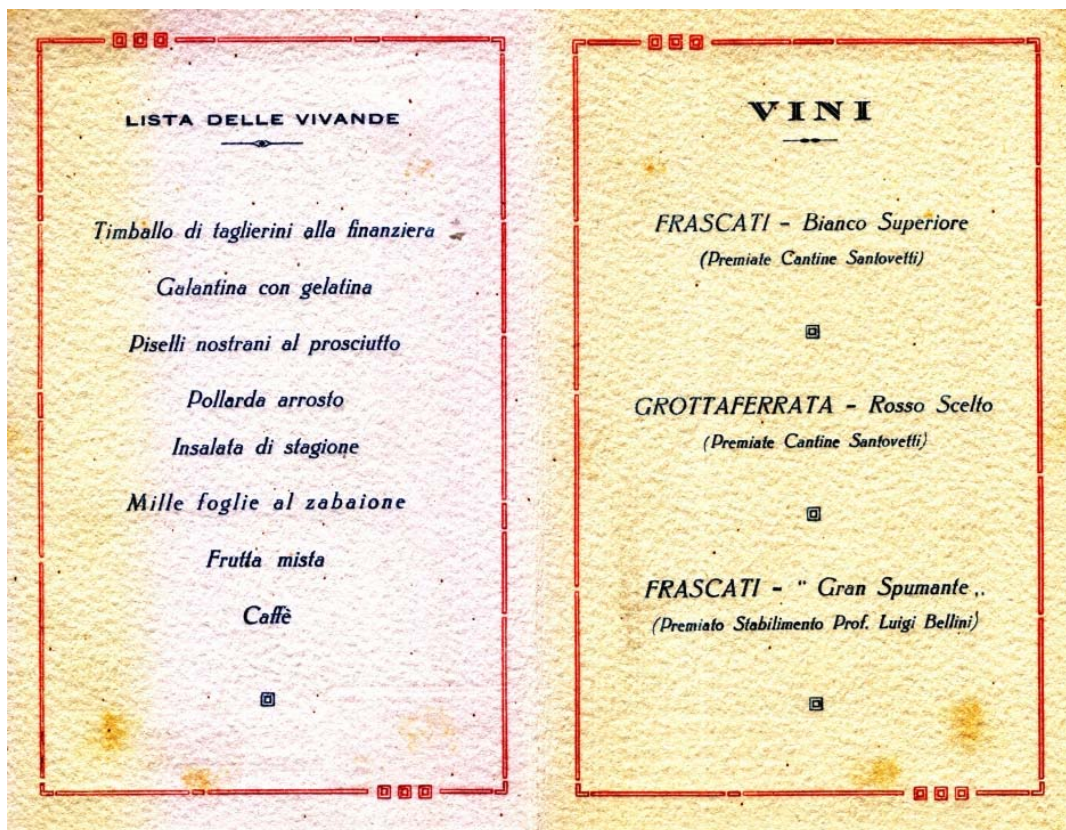 LISTA DELLE VIVANDE
Timballo di taglierini alla finanziera
Galantina con gelatina
Piselli nostrani al prosciutto
Pollarda arrosto
Insalata di stagione
Mille foglie al zabaione
Frutta mista
Caffè
VINI
FRASCATI - Bianco Superiore
(Premiate Cantine Santovetti)
GROTTAFERRATA - Rosso Scelto
(Premiate Cantine Santovetti)
FRASCATI - " Gran Spumante „
(Premiato Stabilimento Prof. Luigi Bellini)